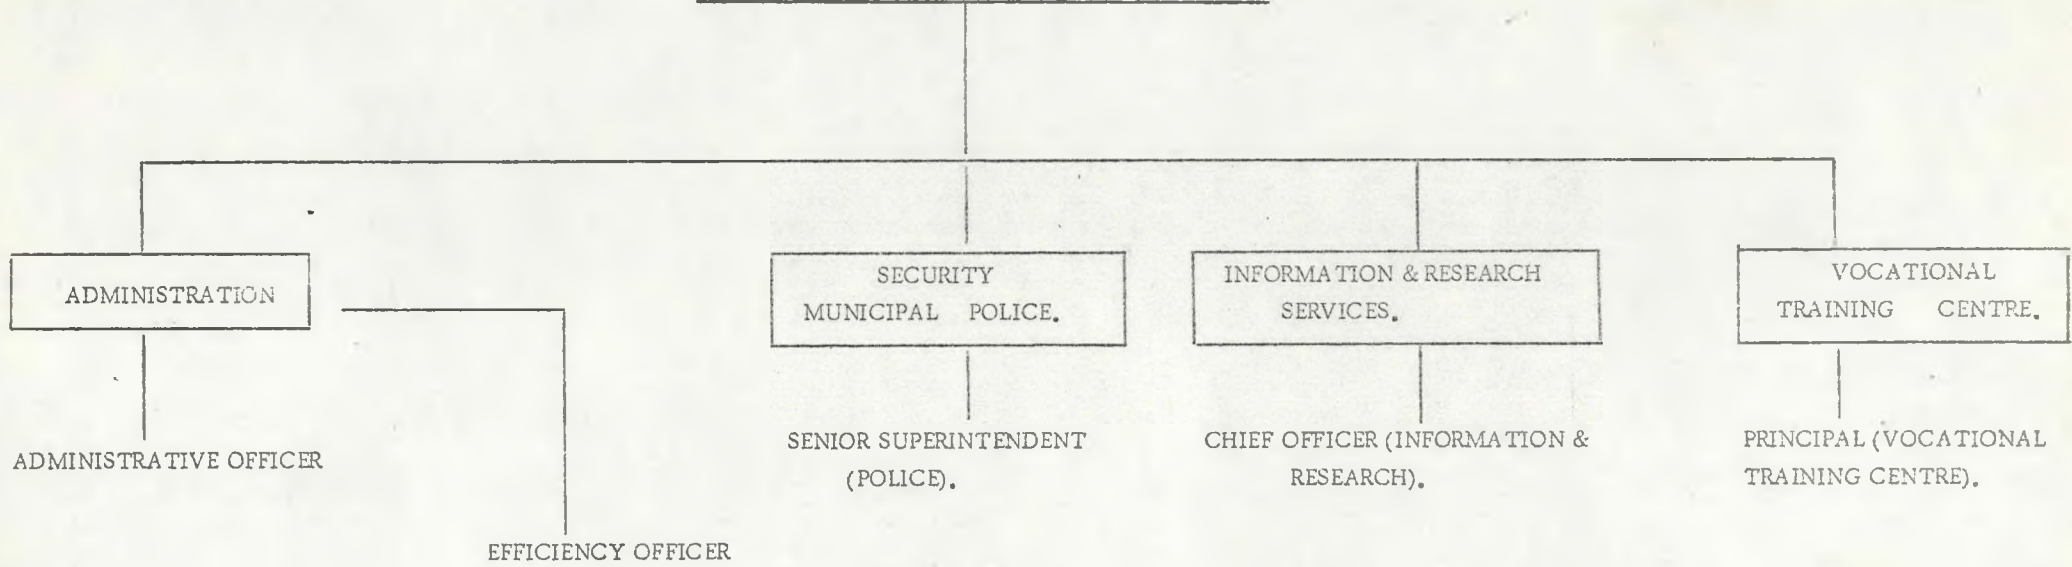 ADMINISTRATION
SECURITY
MUNICIPAL POLICE.
INFORMATION & RESEARCH
SERVICES.
VOCATIONAL
TRAINING CENTRE.
ADMINISTRATIVE OFFICER
EFFICIENCY OFFICER
SENIOR SUPERINTENDENT
(POLICE).
CHIEF OFFICER (INFORMATION &
RESEARCH).
PRINCIPAL (VOCATIONAL
TRAINING CENTRE).